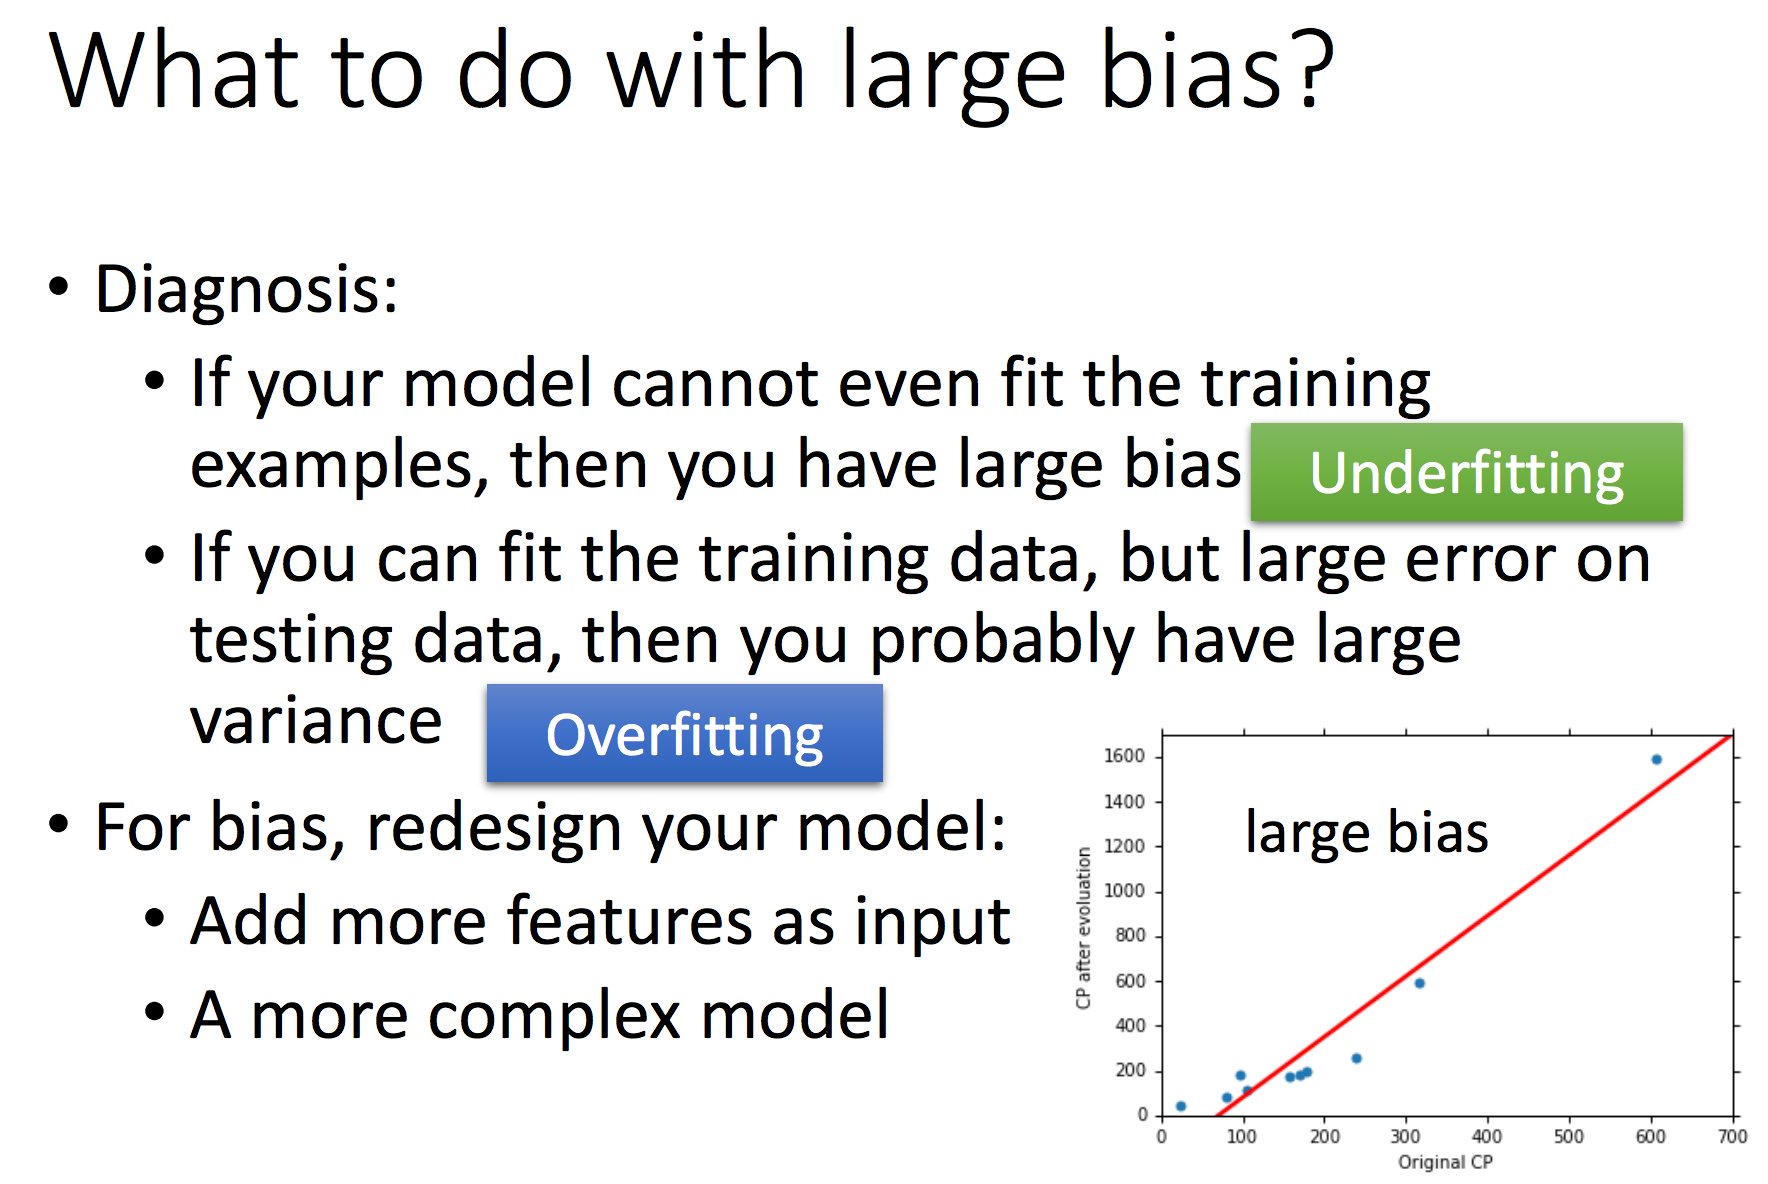 What to do with large bias?
• Diagnosis:
• If your model cannot even fit the training
examples, then you have large bias Underfitting
• If you can fit the training data, but large error on
testing data, then you probably have large
variance Overfitting
• For bias, redesign your model:
• Add more features as input
• A more complex model
large bias
CP after evoluation
1600
1400
1200
1000
800
600
400
200
0
0 100 200 300 400 500 600 700
Original CP